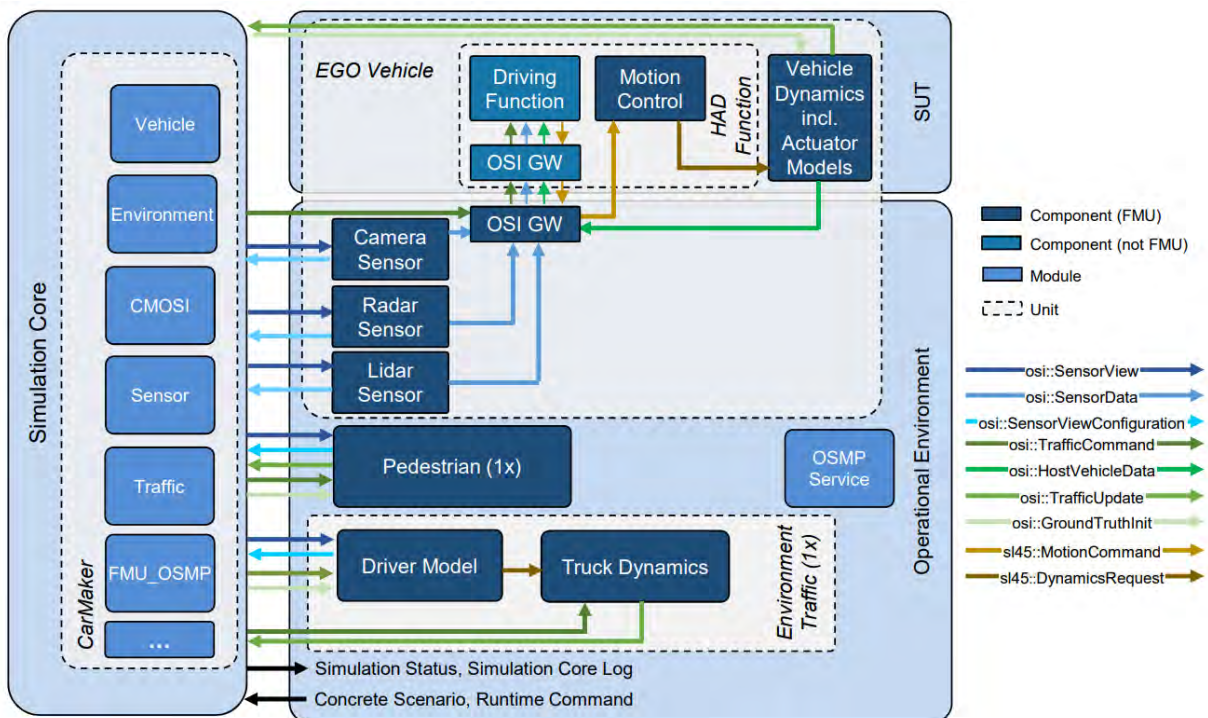 Simulation Core
CarMaker
Vehicle
Environment
CMOSI
Sensor
Traffic
FMU_OSMP
...
EGO Vehicle
Driving
Function
Motion
Control
HAD
Function
Vehicle
Dynamics
incl.
Actuator
Models
SUT
OSI GW
OSI GW
Camera
Sensor
Radar
Sensor
Lidar
Sensor
Pedestrian (1x)
OSMP
Service
Operational Environment
Driver Model
Truck Dynamics
Environment
Traffic (1x)
Simulation Status, Simulation Core Log
Concrete Scenario, Runtime Command
Component (FMU)
Component (not FMU)
Module
Unit
osi::SensorView
osi::SensorData
osi::SensorViewConfiguration
osi::TrafficCommand
osi::HostVehicleData
osi::TrafficUpdate
osi::GroundTruthInit
sl45::MotionCommand
sl45::DynamicsRequest